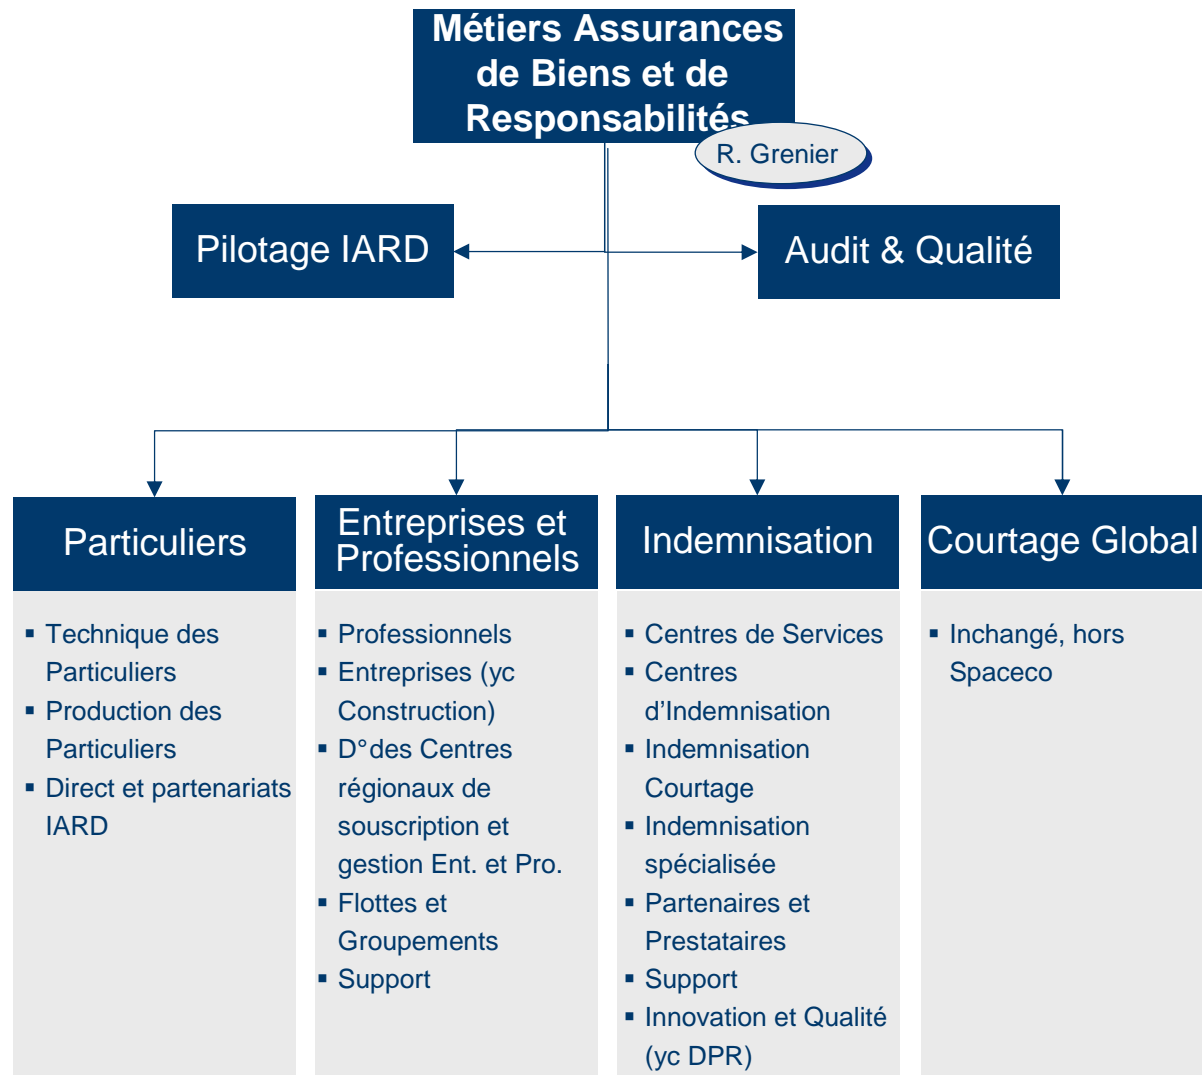 Métiers Assurances
de Biens et de
Responsabilités
R. Grenier
Pilotage IARD
Audit & Qualité
Particuliers
Entreprises et
Professionnels
Indemnisation
Courtage Global
▪ Technique des
Particuliers
▪ Production des
Particuliers
▪ Direct et partenariats
IARD
▪ Professionnels
▪ Entreprises (yc
Construction)
▪ D° des Centres
régionaux de
souscription et
gestion Ent. et Pro.
▪ Flottes et
Groupements
▪ Support
▪ Centres de Services
▪ Centres
d’Indemnisation
▪ Indemnisation
Courtage
▪ Indemnisation
spécialisée
▪ Partenaires et
Prestataires
▪ Support
▪ Innovation et Qualité
(yc DPR)
▪ Inchangé, hors
Spaceco